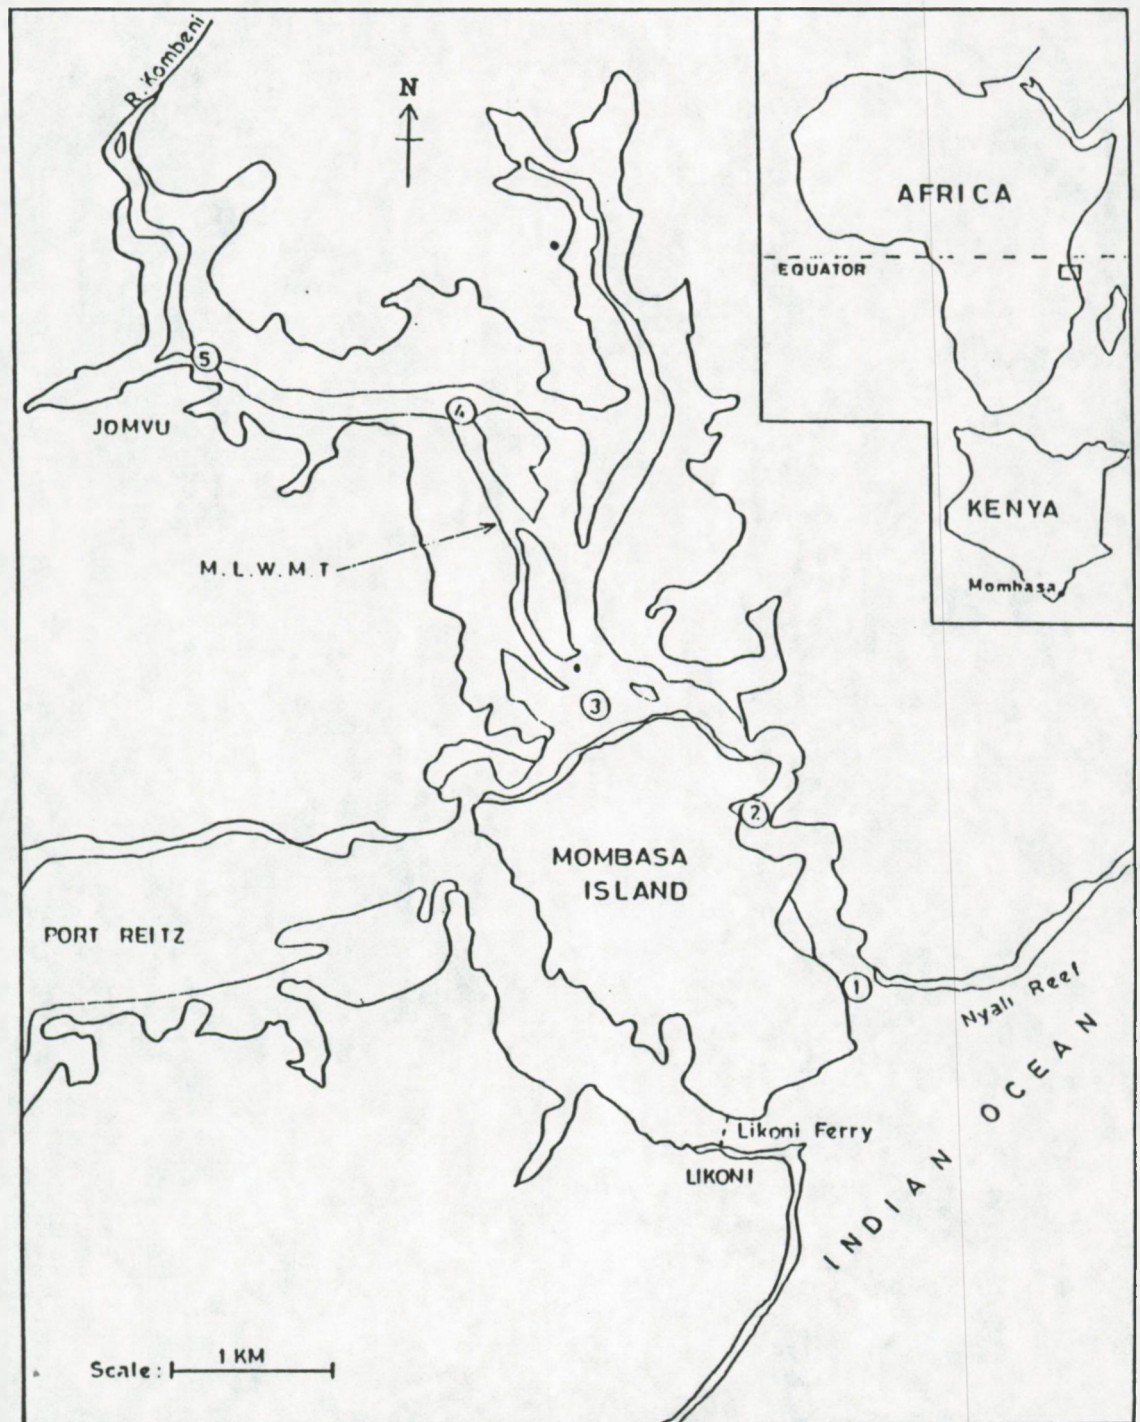 R. Kombeni
N
AFRICA
EQUATOR
5
4
JOMVU
KENYA
M.L.W.M.T
Mombasa
3
2
MOMBASA
ISLAND
PORT REITZ
1
Nyali Reef
INDIAN OCEAN
Likoni Ferry
LIKONI
Scale:
1 KM